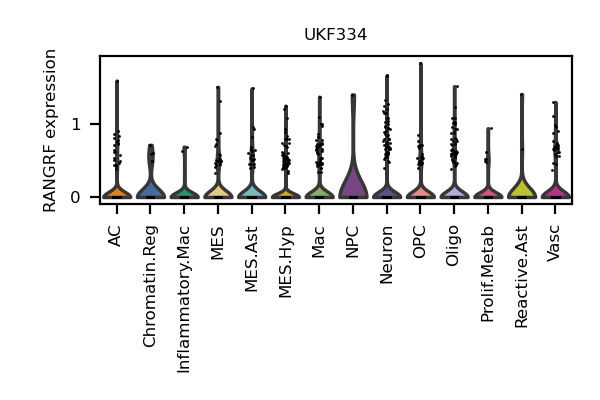 UKF334
RANGRF expression
1
0
AC
Chromatin.Reg
Inflammatory.Mac
MES
MES.Ast
MES.Hyp
Mac
NPC
Neuron
OPC
Oligo
Prolif.Metab
Reactive.Ast
Vasc